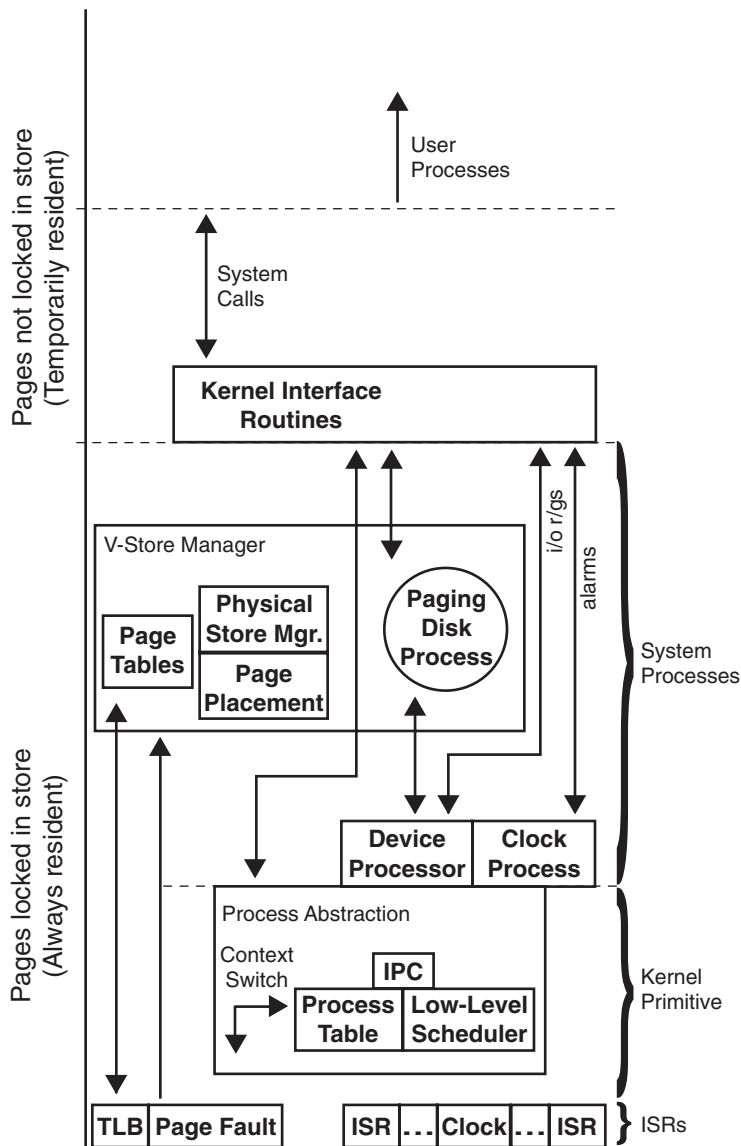 User
Processes
Pages not locked in store
(Temporarily resident)
System
Calls
Kernel Interface
Routines
i/o r/gs
alarms
V-Store Manager
Page
Tables
Physical
Store Mgr.
Page
Placement
Paging
Disk
Process
System
Processes
Pages locked in store
(Always resident)
Device
Processor
Clock
Process
Process Abstraction
Context
Switch
IPC
Process
Table
Low-Level
Scheduler
Kernel
Primitive
TLB
Page Fault
ISR
...
Clock
...
ISR
ISRs